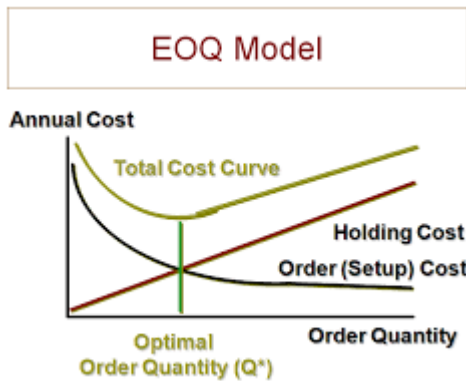 EOQ Model
Annual Cost
Total Cost Curve
Holding Cost
Order (Setup) Cost
Order Quantity
Optimal
Order Quantity (Q*)